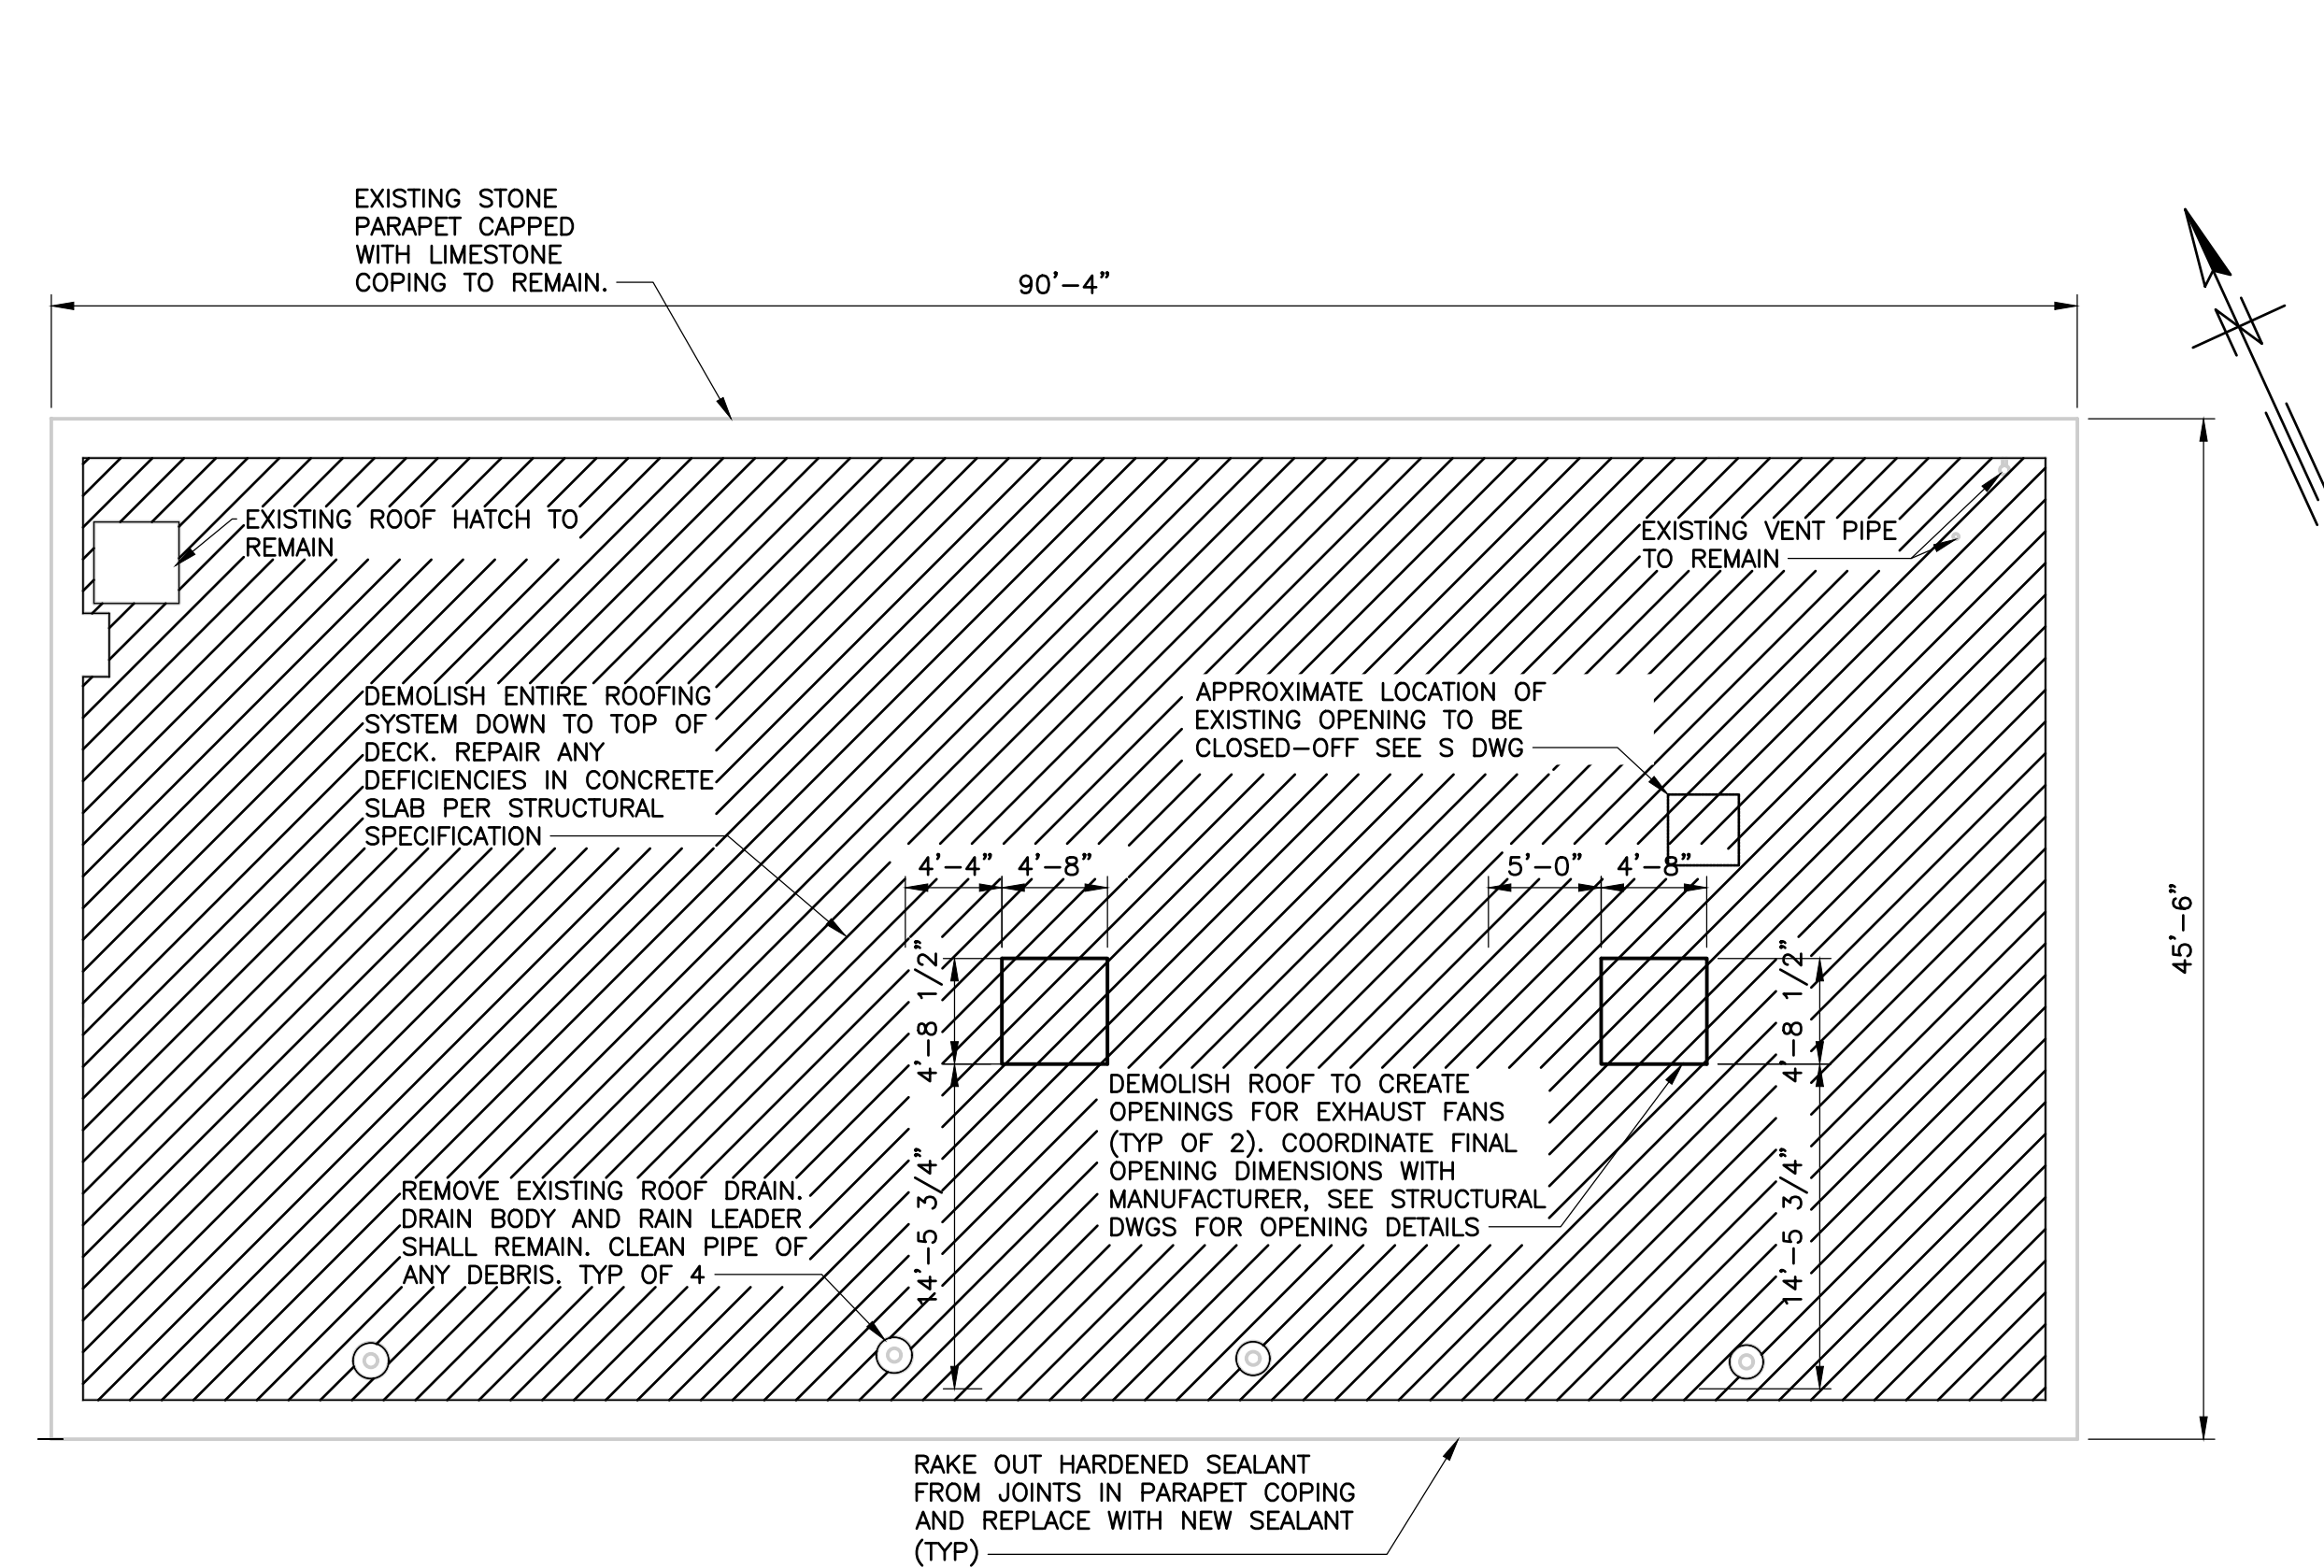 EXISTING STONE
PARAPET CAPPED
WITH LIMESTONE
COPING TO REMAIN.
90'-4"
N
EXISTING ROOF HATCH TO
REMAIN
EXISTING VENT PIPE
TO REMAIN
DEMOLISH ENTIRE ROOFING
SYSTEM DOWN TO TOP OF
DECK. REPAIR ANY
DEFICIENCIES IN CONCRETE
SLAB PER STRUCTURAL
SPECIFICATION
APPROXIMATE LOCATION OF
EXISTING OPENING TO BE
CLOSED-OFF SEE S DWG
4'-4"
4'-8"
5'-0"
4'-8"
45'-6"
4'-8 1/2"
4'-8 1/2"
DEMOLISH ROOF TO CREATE
OPENINGS FOR EXHAUST FANS
(TYP OF 2). COORDINATE FINAL
OPENING DIMENSIONS WITH
MANUFACTURER, SEE STRUCTURAL
DWGS FOR OPENING DETAILS
14'-5 3/4"
14'-5 3/4"
REMOVE EXISTING ROOF DRAIN.
DRAIN BODY AND RAIN LEADER
SHALL REMAIN. CLEAN PIPE OF
ANY DEBRIS. TYP OF 4
RAKE OUT HARDENED SEALANT
FROM JOINTS IN PARAPET COPING
AND REPLACE WITH NEW SEALANT
(TYP)